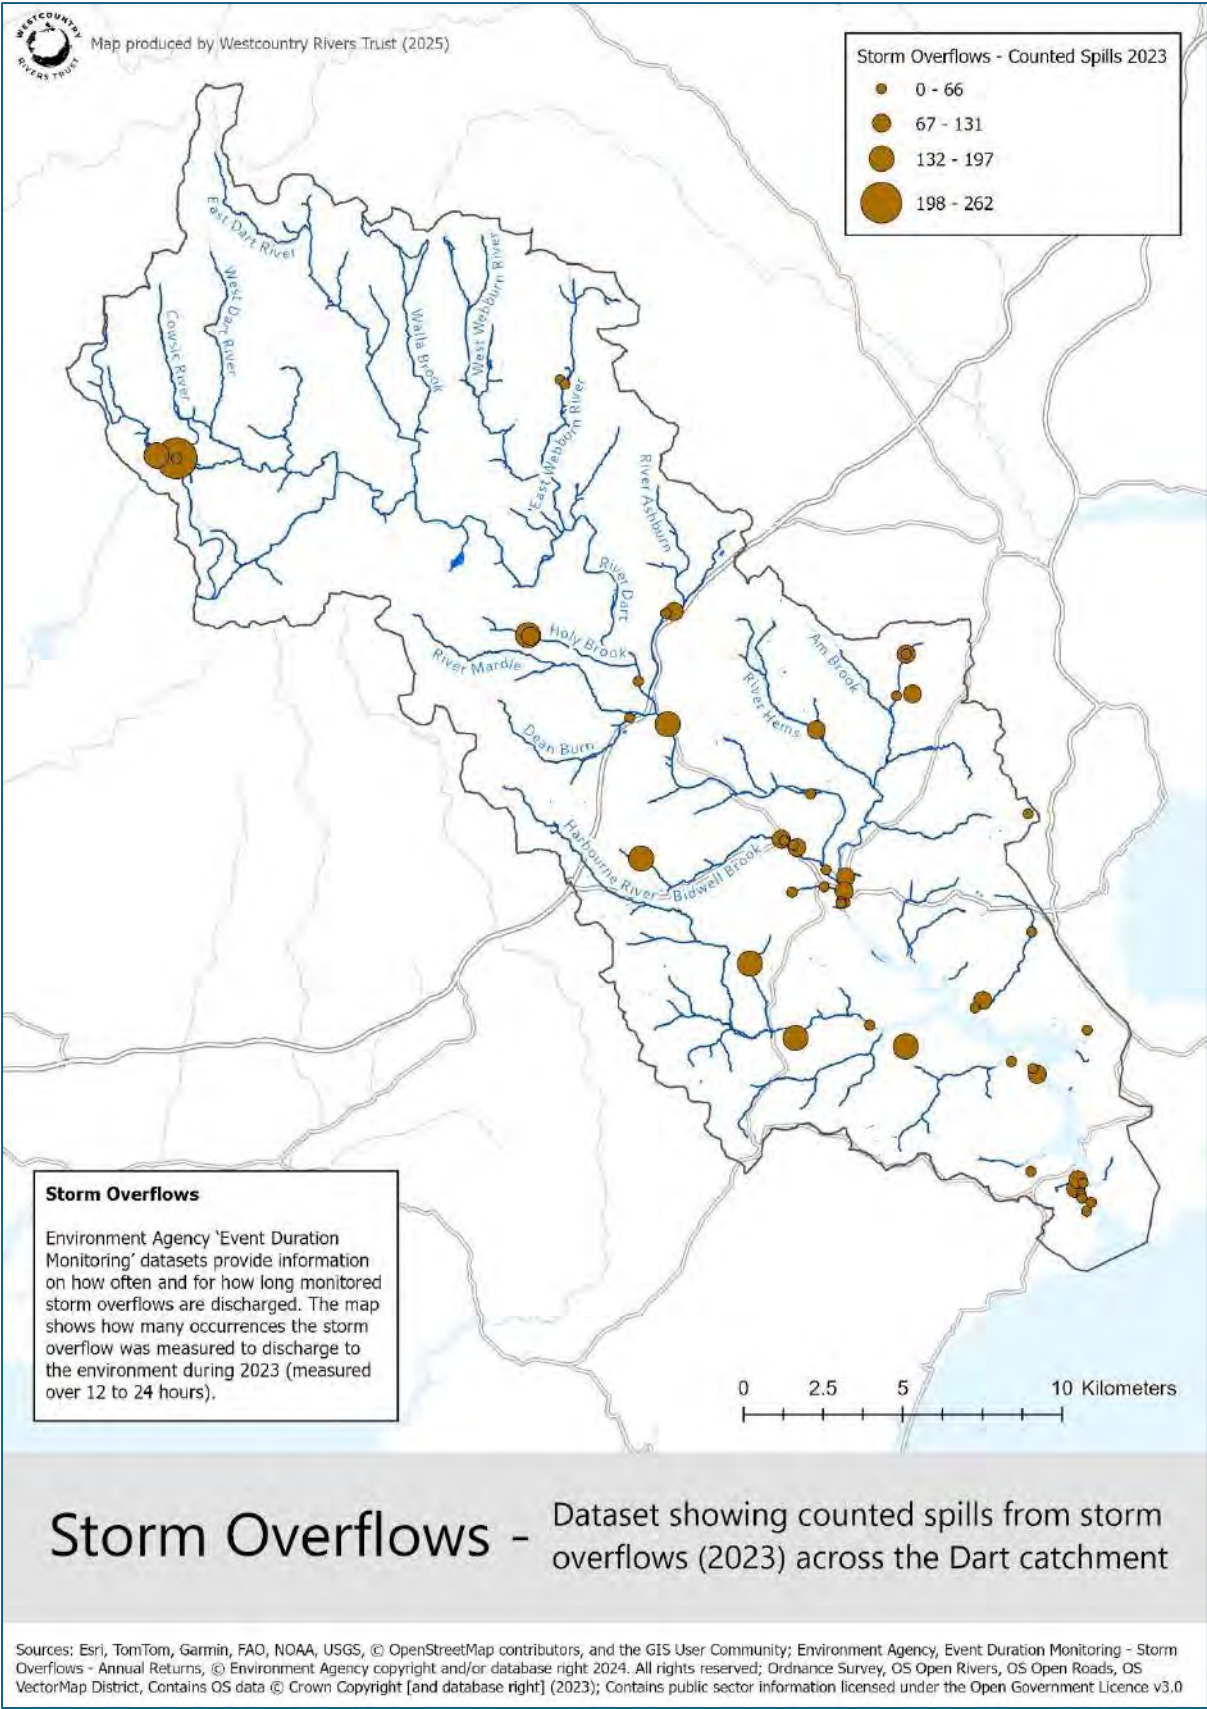 WESTCOUNTRY
RIVERS TRUST
Map produced by Westcountry Rivers Trust (2025)
Storm Overflows - Counted Spills 2023
0 - 66
67 - 131
132 - 197
198 - 262
East Dart River
West Dart River
Cowsic River
Walla Brook
West Webburn River
East Webburn River
River Ashburn
River Dart
Holy Brook
River Mardle
Am Brook
River Hems
Dean Burn
Harbourne River
Bidwell Brook
Storm Overflows
Environment Agency ‘Event Duration
Monitoring’ datasets provide information
on how often and for how long monitored
storm overflows are discharged. The map
shows how many occurrences the storm
overflow was measured to discharge to
the environment during 2023 (measured
over 12 to 24 hours).
0 2.5 5 10 Kilometers
Storm Overflows -
Dataset showing counted spills from storm
overflows (2023) across the Dart catchment
Sources: Esri, TomTom, Garmin, FAO, NOAA, USGS, © OpenStreetMap contributors, and the GIS User Community; Environment Agency, Event Duration Monitoring - Storm
Overflows - Annual Returns, © Environment Agency copyright and/or database right 2024. All rights reserved; Ordnance Survey, OS Open Rivers, OS Open Roads, OS
VectorMap District, Contains OS data © Crown Copyright [and database right] (2023); Contains public sector information licensed under the Open Government Licence v3.0